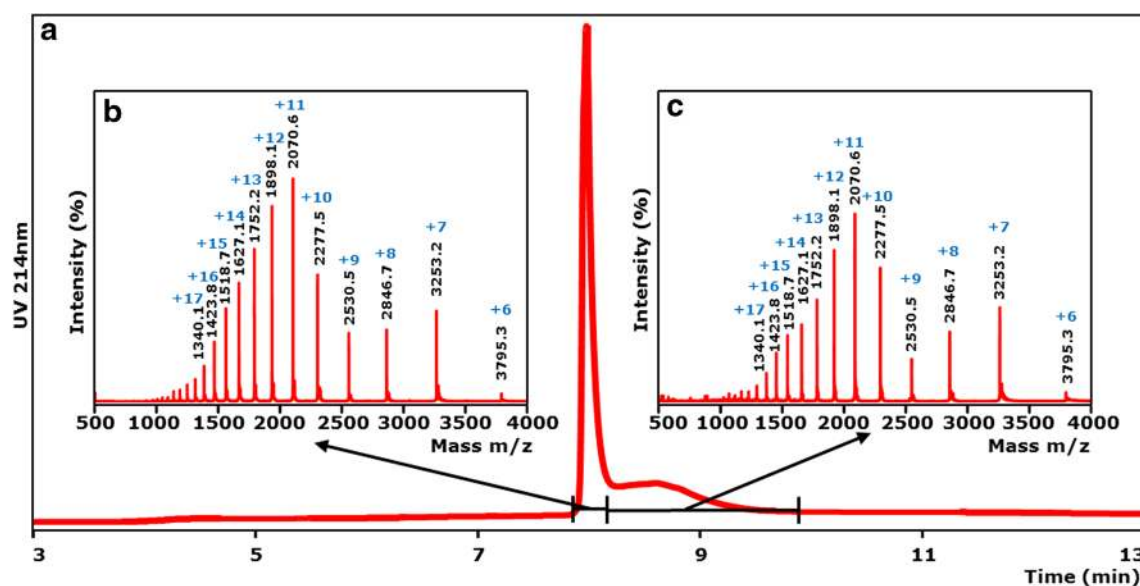 a
UV 214nm
b
Intensity (%)
+17 +16 +15 +14 +13 +12 +11 +10 +9 +8 +7 +6
1340.1 1423.8 1518.7 1627.1 1752.2 1898.1 2070.6 2277.5 2530.5 2846.7 3253.2 3795.3
500 1000 1500 2000 2500 3000 3500 4000
Mass m/z
c
Intensity (%)
+17 +16 +15 +14 +13 +12 +11 +10 +9 +8 +7 +6
1340.1 1423.8 1518.7 1627.1 1752.2 1898.1 2070.6 2277.5 2530.5 2846.7 3253.2 3795.3
500 1000 1500 2000 2500 3000 3500 4000
Mass m/z
3 5 7 9 11 13
Time (min)